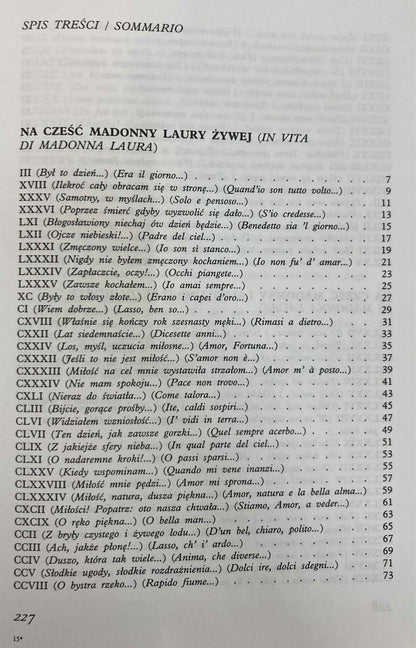 SPIS TREŚCI / SOMMARIO
NA CZEŚĆ MADONNY LAURY ŻYWEJ (IN VITA
DI MADONNA LAURA)
III (Był to dzień...) (Era il giorno...) . . . . . . . . . . 7
XVIII (Ilekroć cały obracam się w stronę...) (Quand'io son tutto volto...) . . 9
XXXV (Samotny, w myślach...) (Solo e pensoso...) . . . . . . . . 11
XXXVI (Poprzez śmierć gdyby wyzwolić się dało...) (S'io credesse...) . . 13
LXI (Błogosławiony niechaj ów dzień będzie...) (Benedetto sia 'l giorno...) . 15
LXII (Ojcze niebieski!...) (Padre del ciel...) . . . . . . . . 17
LXXXI (Zmęczony wielce...) (Io son sì stanco...) . . . . . . . 19
LXXXII (Nigdy nie byłem zmęczony kochaniem...) (Io non fu' d' amar...) . . 21
LXXXIV (Zapłaczcie, oczy!...) (Occhi piangete...) . . . . . . . 23
LXXXV (Zawsze kochałem...) (Io amai sempre...) . . . . . . . 25
XC (Były to włosy złote...) (Erano i capei d'oro...) . . . . . . 27
CI (Wiem dobrze...) (Lasso, ben so...) . . . . . . . . . 29
CXVIII (Właśnie się kończy rok szesnasty męki...) (Rimasi a dietro...) . . 31
CXXII (Lat siedemnaście...) (Dicesette anni...) . . . . . . . 33
CXXIV (Los, myśl, uczucia miłosne...) (Amor, Fortuna...) . . . . . 35
CXXXII (Jeśli to nie jest miłość...) (S'amor non è...) . . . . . . 37
CXXXIII (Miłość na cel mnie wystawiła strzałom...) (Amor m' à posto...) . . 39
CXXXIV (Nie mam spokoju...) (Pace non trovo...) . . . . . . . 41
CXLI (Nieraz do światła...) (Come talora...) . . . . . . . . 43
CLIII (Bijcie, gorące prośby...) (Ite, caldi sospiri...) . . . . . . 45
CLVI (Widziałem wzniosłość...) (I' vidi in terra...) . . . . . . 47
CLVII (Ten dzień, jak zawsze gorzki...) (Quel sempre acerbo...) . . . 49
CLIX (Z jakiejże sfery nieba...) (In qual parte del ciel...) . . . . . 51
CLXI (O nadaremne kroki!...) (O passi sparsi...) . . . . . . . 53
CLXXV (Kiedy wspominam...) (Quando mi vene inanzi...) . . . . . 55
CLXXVIII (Miłość mnie pędzi...) (Amor mi sprona...) . . . . . . 57
CLXXXIV (Miłość, natura, dusza piękna...) (Amor, natura e la bella alma...) . 59
CXCII (Miłości! Popatrz: oto nasza chwała...) (Stiamo, Amor, a veder...) . . 61
CXCIX (O ręko piękna...) (O bella man...) . . . . . . . . 63
CCII (Z bryły czystego i żywego lodu...) (D'un bel, chiaro, polito...) . . . 65
CCIII (Ach, jakże płonę!...) (Lasso, ch' i' ardo...) . . . . . . . 67
CCIV (Duszo, która tak wiele...) (Anima, che diverse...) . . . . . 69
CCV (Słodkie ugody, słodkie rozdrażnienia...) (Dolci ire, dolci sdegni...) . . 71
CCVIII (O bystra rzeko...) (Rapido fiume...) . . . . . . . . 73
227
15*